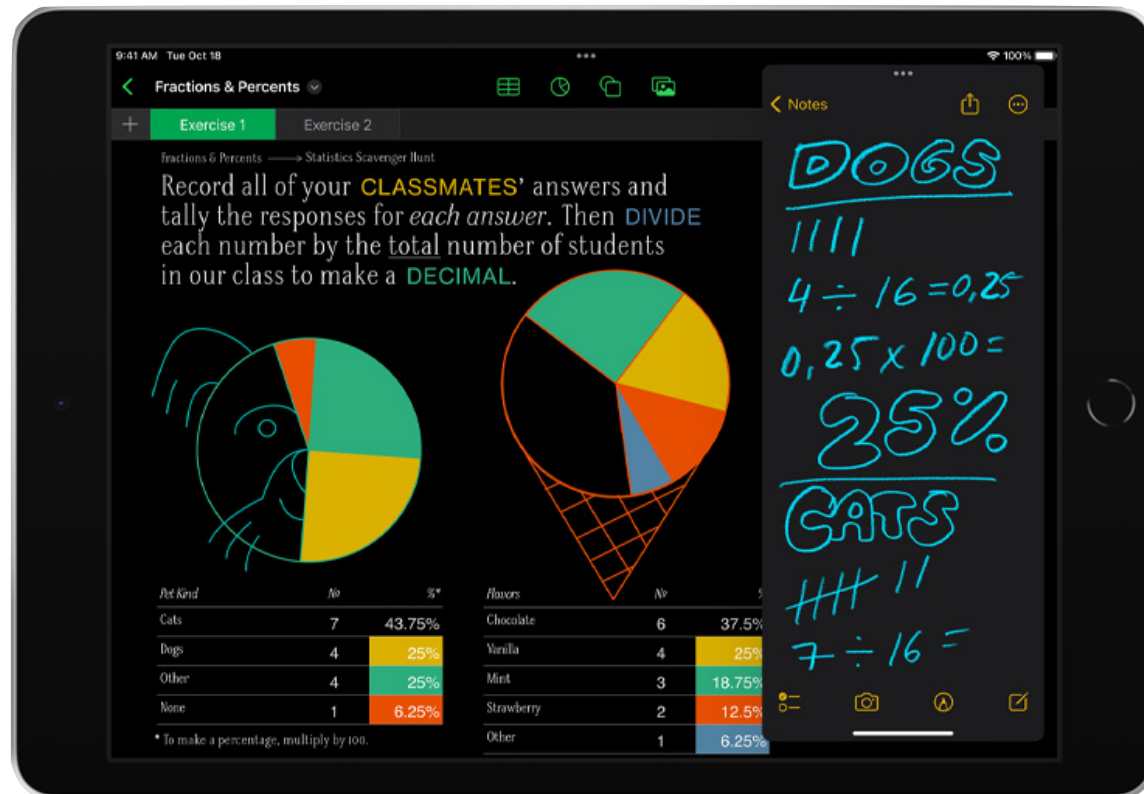 9:41 AM Tue Oct 18
100%
Fractions & Percents
Exercise 1
Exercise 2
Fractions & Percents → Statistics Scavenger Hunt
Record all of your CLASSMATES' answers and
tally the responses for each answer. Then DIVIDE
each number by the total number of students
in our class to make a DECIMAL.
Pet Kind № %*
Cats 7 43.75%
Dogs 4 25%
Other 4 25%
None 1 6.25%
* To make a percentage, multiply by 100.
Flavors №
Chocolate 6 37.5%
Vanilla 4 25%
Mint 3 18.75%
Strawberry 2 12.5%
Other 1 6.25%
Notes
DOGS
4 ÷ 16 = 0,25
0,25 x 100 =
25%
CATS
7 ÷ 16 =